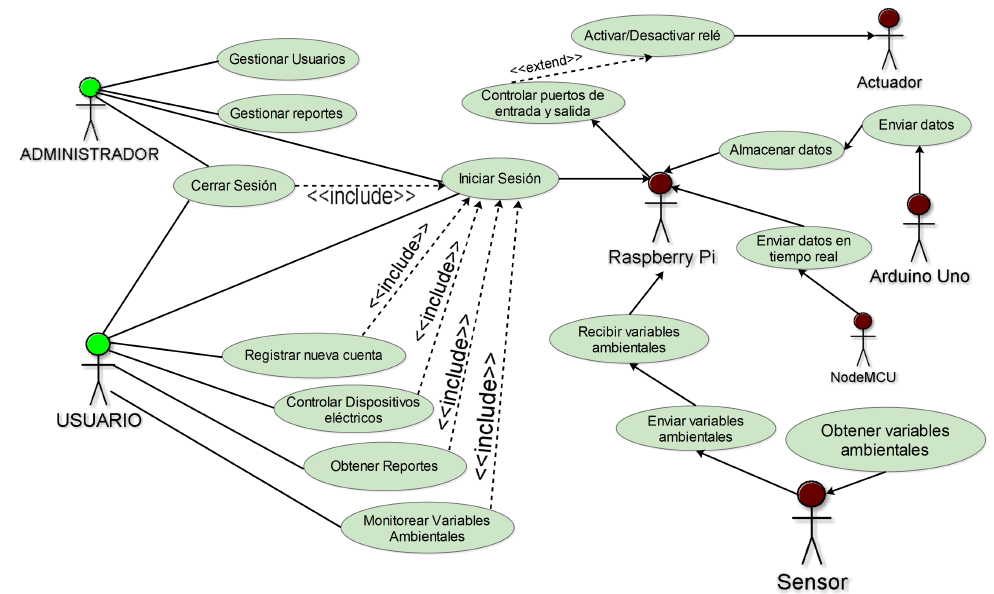 Activar/Desactivar relé
Actuador
<<extend>>
Gestionar Usuarios
Controlar puertos de
entrada y salida
Gestionar reportes
ADMINISTRADOR
Almacenar datos
Enviar datos
Cerrar Sesión
<<include>>
Iniciar Sesión
Raspberry Pi
Enviar datos en
tiempo real
Arduino Uno
<<include>>
<<include>>
<<include>>
<<include>>
Registrar nueva cuenta
Recibir variables
ambientales
NodeMCU
USUARIO
Controlar Dispositivos
eléctricos
Enviar variables
ambientales
Obtener variables
ambientales
Obtener Reportes
Monitorear Variables
Ambientales
Sensor